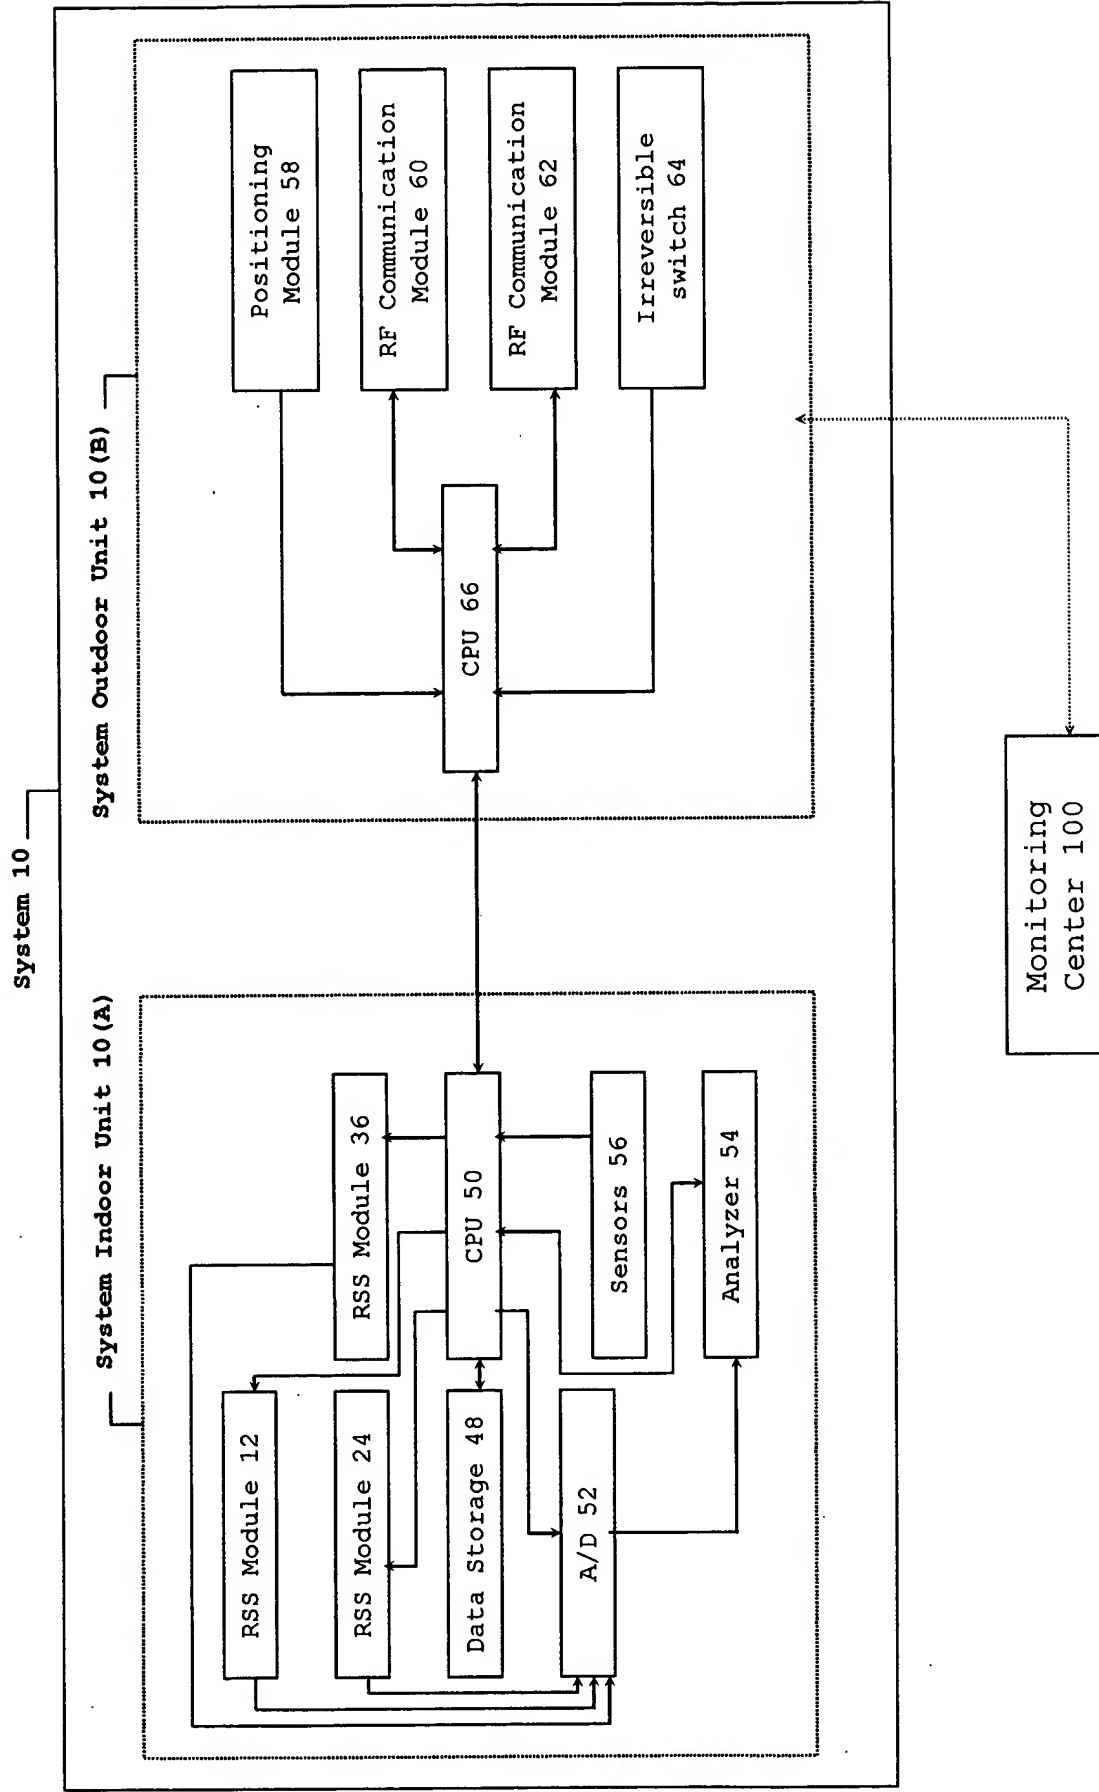 System 10
System Indoor Unit 10(A)
System Outdoor Unit 10(B)
RSS Module 12
RSS Module 24
RSS Module 36
Data Storage 48
CPU 50
A/D 52
Sensors 56
Analyzer 54
CPU 66
Positioning
Module 58
RF Communication
Module 60
RF Communication
Module 62
Irreversible
switch 64
Monitoring
Center 100